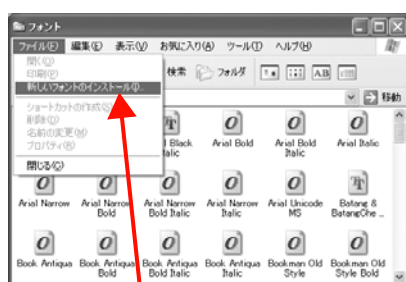 フォント
ファイル(F) 編集(E) 表示(V) お気に入り(A) ツール(T) ヘルプ(H)
開く(O)
印刷(P)
検索 フォルダ AB
新しいフォントのインストール(I)...
移動
ショートカットの作成(S)
削除(D)
名前の変更(M)
プロパティ(R)
閉じる(C)
Black Arial Bold Arial Bold Arial Italic
Italic
Arial Narrow Arial Narrow Arial Narrow Arial Narrow Arial Unicode Batang &
Bold Bold Italic Italic MS BatangChe ...
Book Antiqua Book Antiqua Book Antiqua Book Antiqua Bookman Old Bookman Old
Bold Bold Italic Italic Style Style Bold